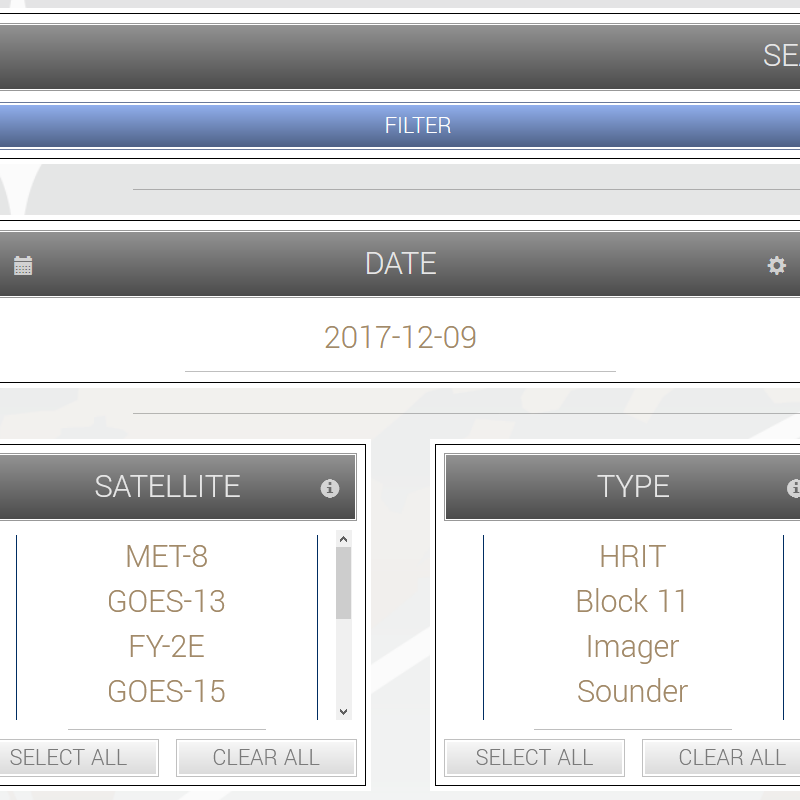 FILTER
DATE
2017-12-09
SATELLITE
MET-8
GOES-13
FY-2E
GOES-15
SELECT ALL
CLEAR ALL
TYPE
HRIT
Block 11
Imager
Sounder
SELECT ALL
CLEAR ALL